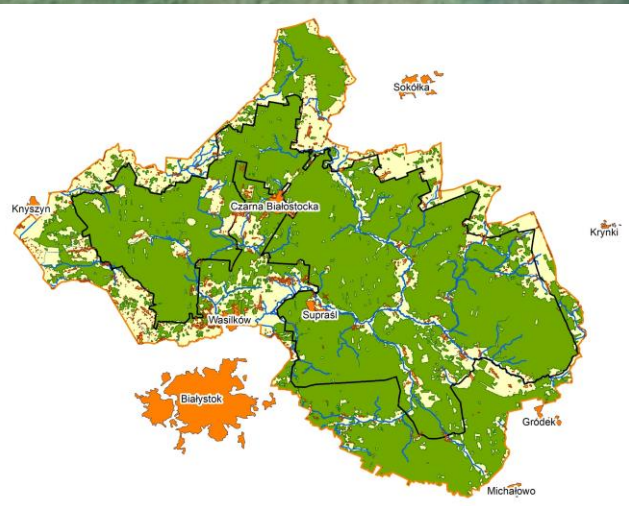 Sokółka
Knyszyn
Czarna Białostocka
Krynki
Wasilków
Supraśl
Białystok
Gródek
Michałowo